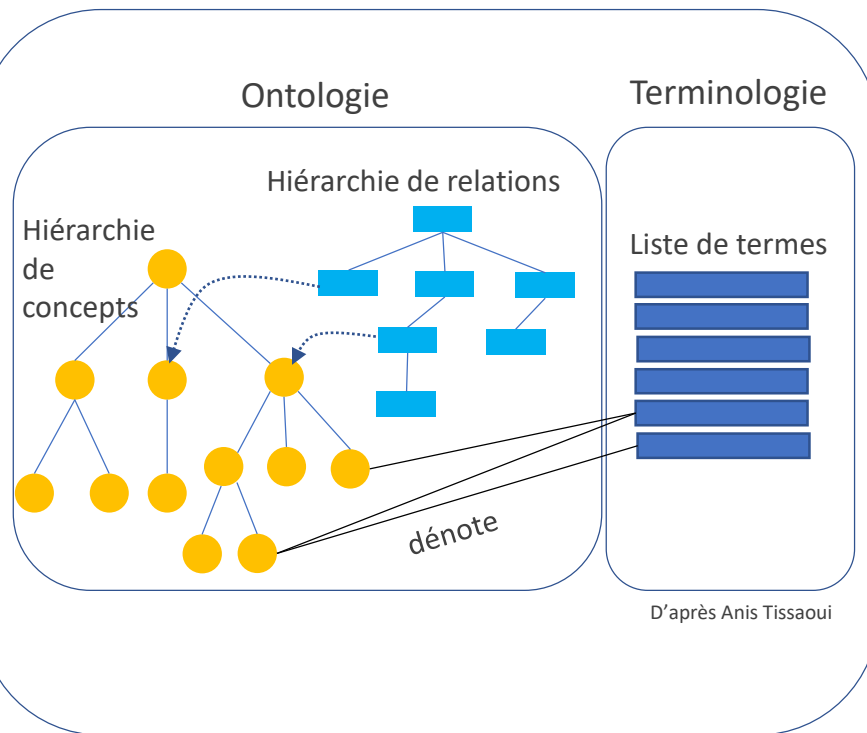 Ontologie
Terminologie
Hiérarchie de relations
Hiérarchie
de
concepts
Liste de termes
dénote
D'après Anis Tissaoui